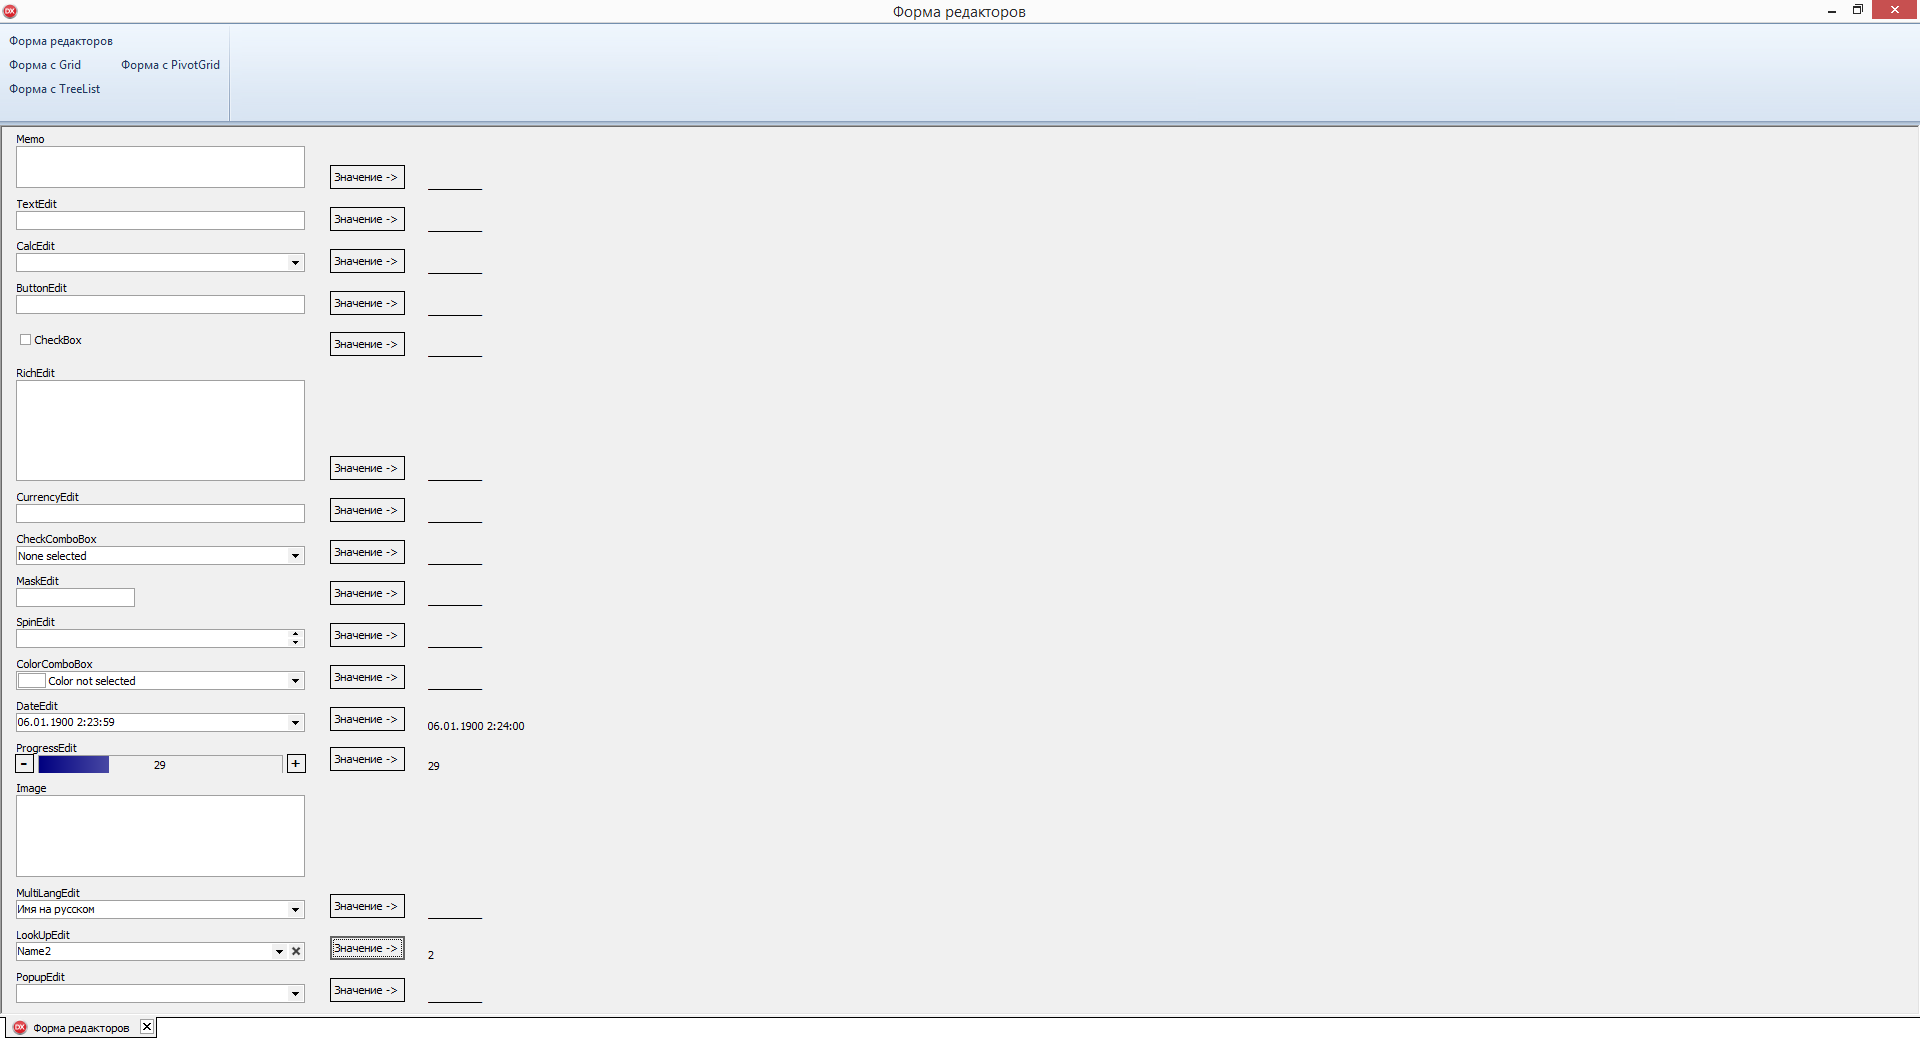 Форма редакторов
Форма редакторов
Форма с Grid Форма с PivotGrid
Форма с TreeList
Memo
Значение ->
TextEdit
Значение ->
CalcEdit
Значение ->
ButtonEdit
Значение ->
CheckBox Значение ->
RichEdit
Значение ->
CurrencyEdit
Значение ->
CheckComboBox
None selected Значение ->
MaskEdit
Значение ->
SpinEdit
Значение ->
ColorComboBox
Color not selected Значение ->
DateEdit
06.01.1900 2:23:59 Значение -> 06.01.1900 2:24:00
ProgressEdit
- 29 + Значение -> 29
Image
MultiLangEdit
Имя на русском Значение ->
LookUpEdit
Name2 Значение -> 2
PopupEdit
Значение ->
DX Форма редакторов